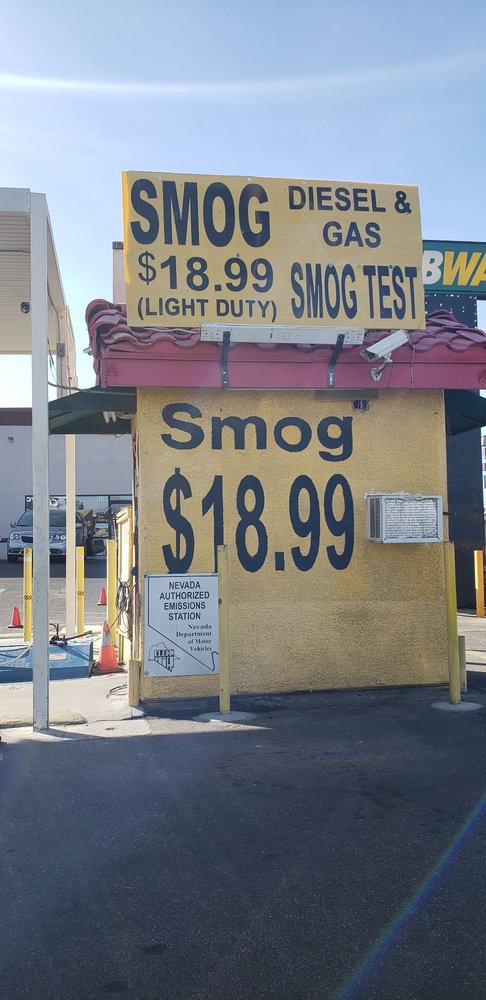 SMOG
$18.99
(LIGHT DUTY)
DIESEL &
GAS
SMOG TEST
BWA
Smog
$18.99
NEVADA
AUTHORIZED
EMISSIONS
STATION
Nevada
Department
of Motor
Vehicles